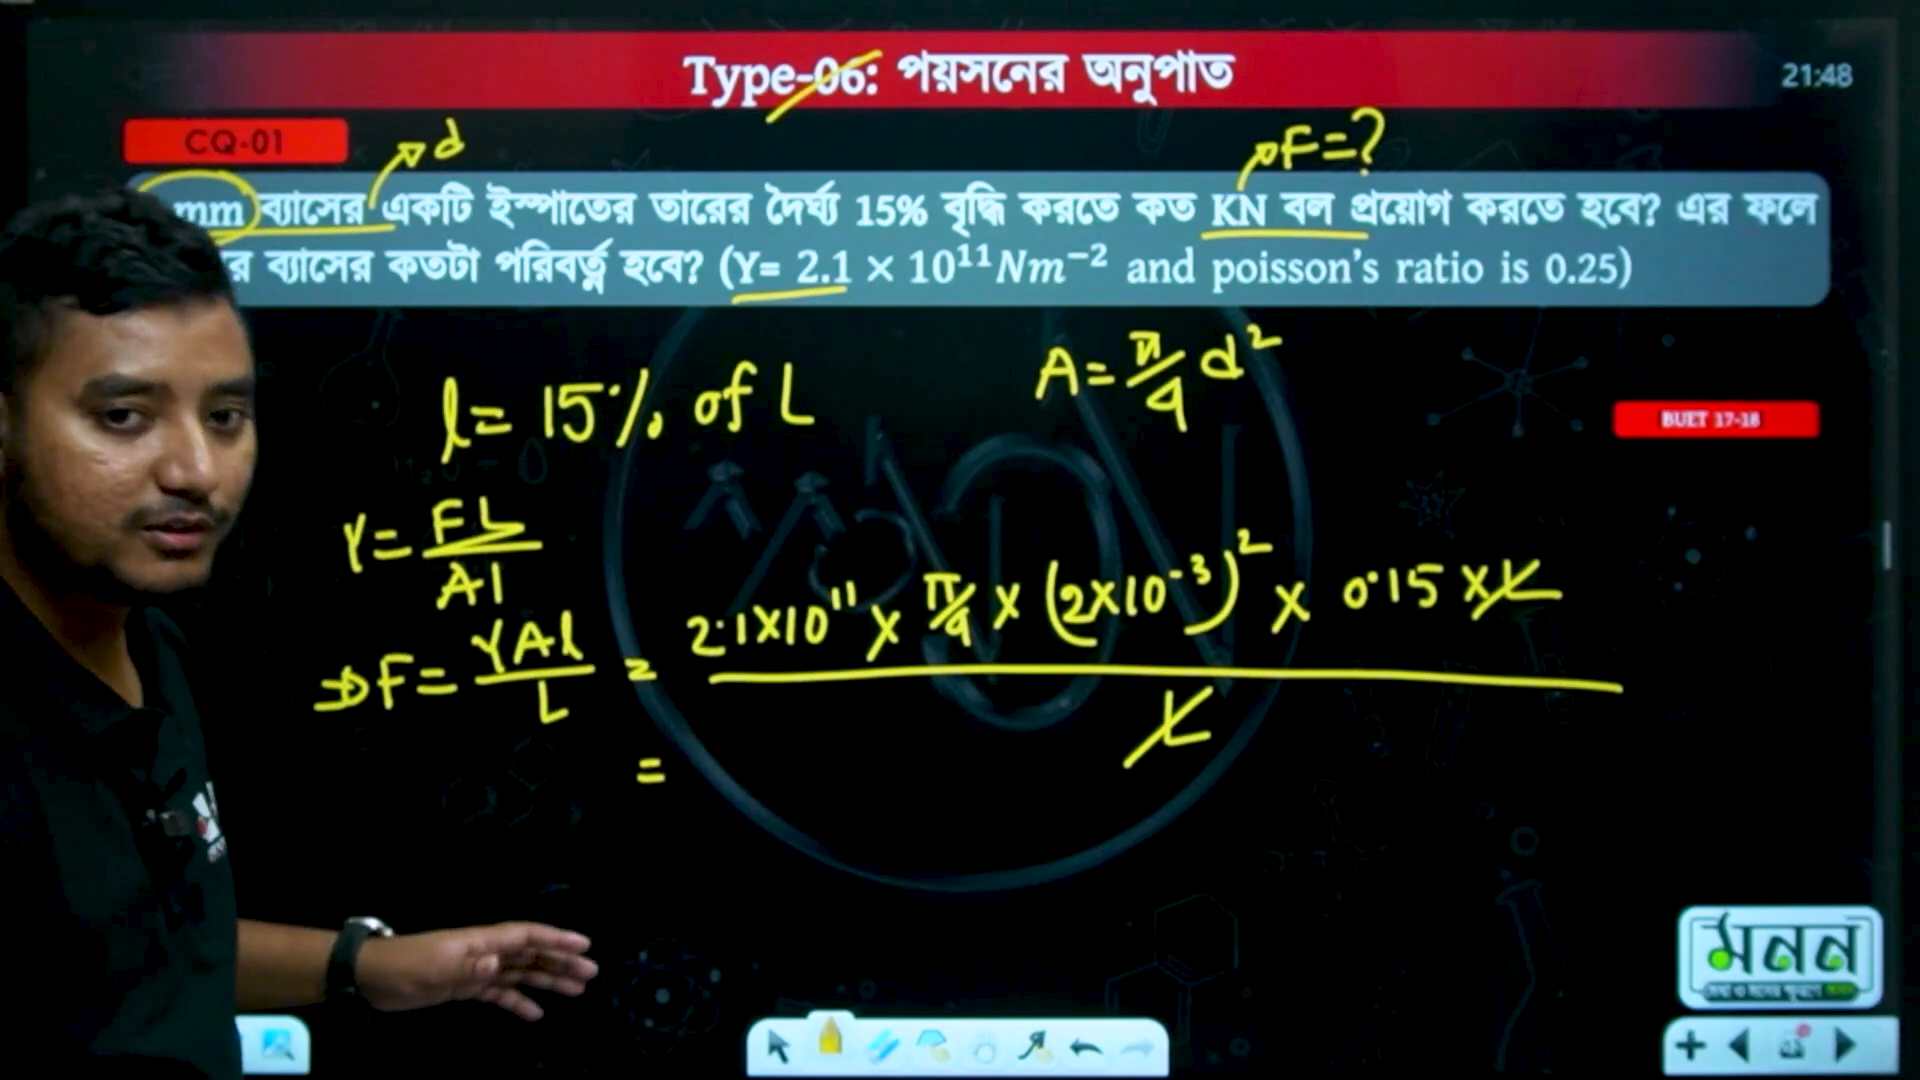 Type-06: পয়সনের অনুপাত
21:48
CQ-01
d
F=?
mm ব্যাসের একটি ইস্পাতের তারের দৈর্ঘ্য 15% বৃদ্ধি করতে কত KN বল প্রয়োগ করতে হবে? এর ফলে
র ব্যাসের কতটা পরিবর্ত্ন হবে? (Y= 2.1 × 10¹¹Nm⁻² and poisson's ratio is 0.25)
l = 15% of L
A = π/4 d²
BUET 17-18
Y = FL/Al
⇒ F = YAl/L = 2.1×10¹¹ × π/4 × (2×10⁻³)² × 0.15 × L / L
=
মনন